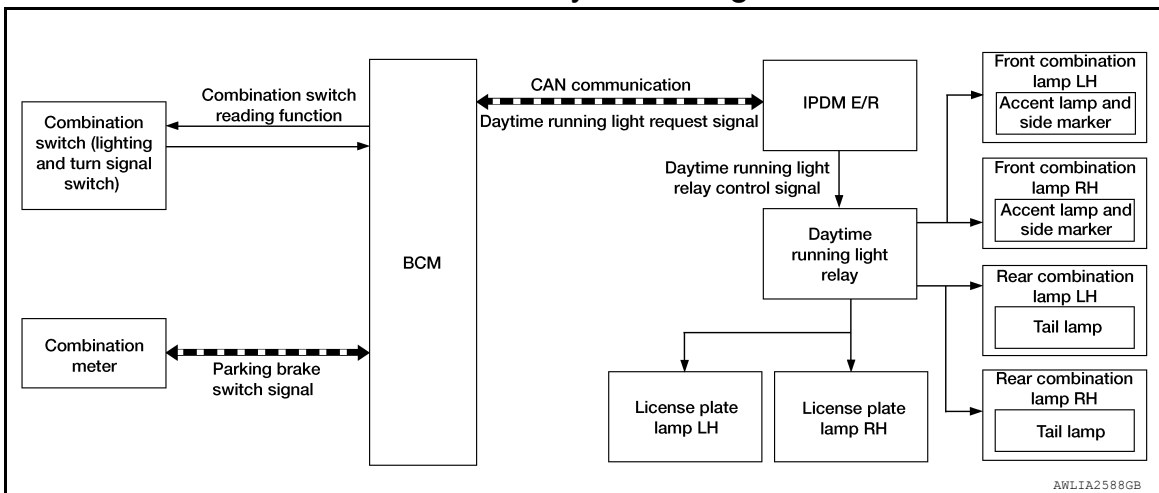 Combination
switch (lighting
and turn signal
switch)
Combination switch
reading function
BCM
CAN communication
Daytime running light request signal
IPDM E/R
Daytime running light
relay control signal
Daytime
running light
relay
Front combination
lamp LH
Accent lamp and
side marker
Front combination
lamp RH
Accent lamp and
side marker
Rear combination
lamp LH
Tail lamp
Rear combination
lamp RH
Tail lamp
Combination
meter
Parking brake
switch signal
License plate
lamp LH
License plate
lamp RH
AWLIA2588GB